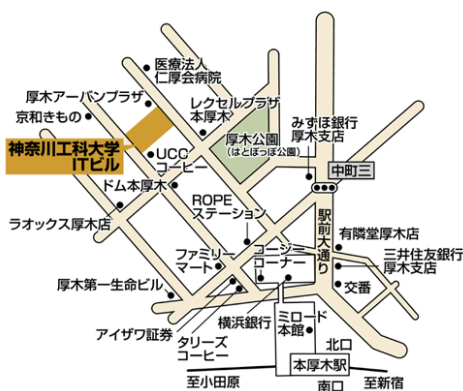 医療法人
仁厚会病院
厚木アーバンプラザ
京和きもの
レクセルプラザ
本厚木
みずほ銀行
厚木支店
厚木公園
(はとぽっぽ公園)
神奈川工科大学
ITビル
UCC
コーヒー
中町三
ドム本厚木
ROPE
ステーション
駅前大通り
ラオックス厚木店
有隣堂厚木店
コージー
コーナー
三井住友銀行
厚木支店
ファミリー
マート
厚木第一生命ビル
交番
横浜銀行
アイザワ証券
タリーズ
コーヒー
ミロード
本館
北口
本厚木駅
至小田原
南口
至新宿